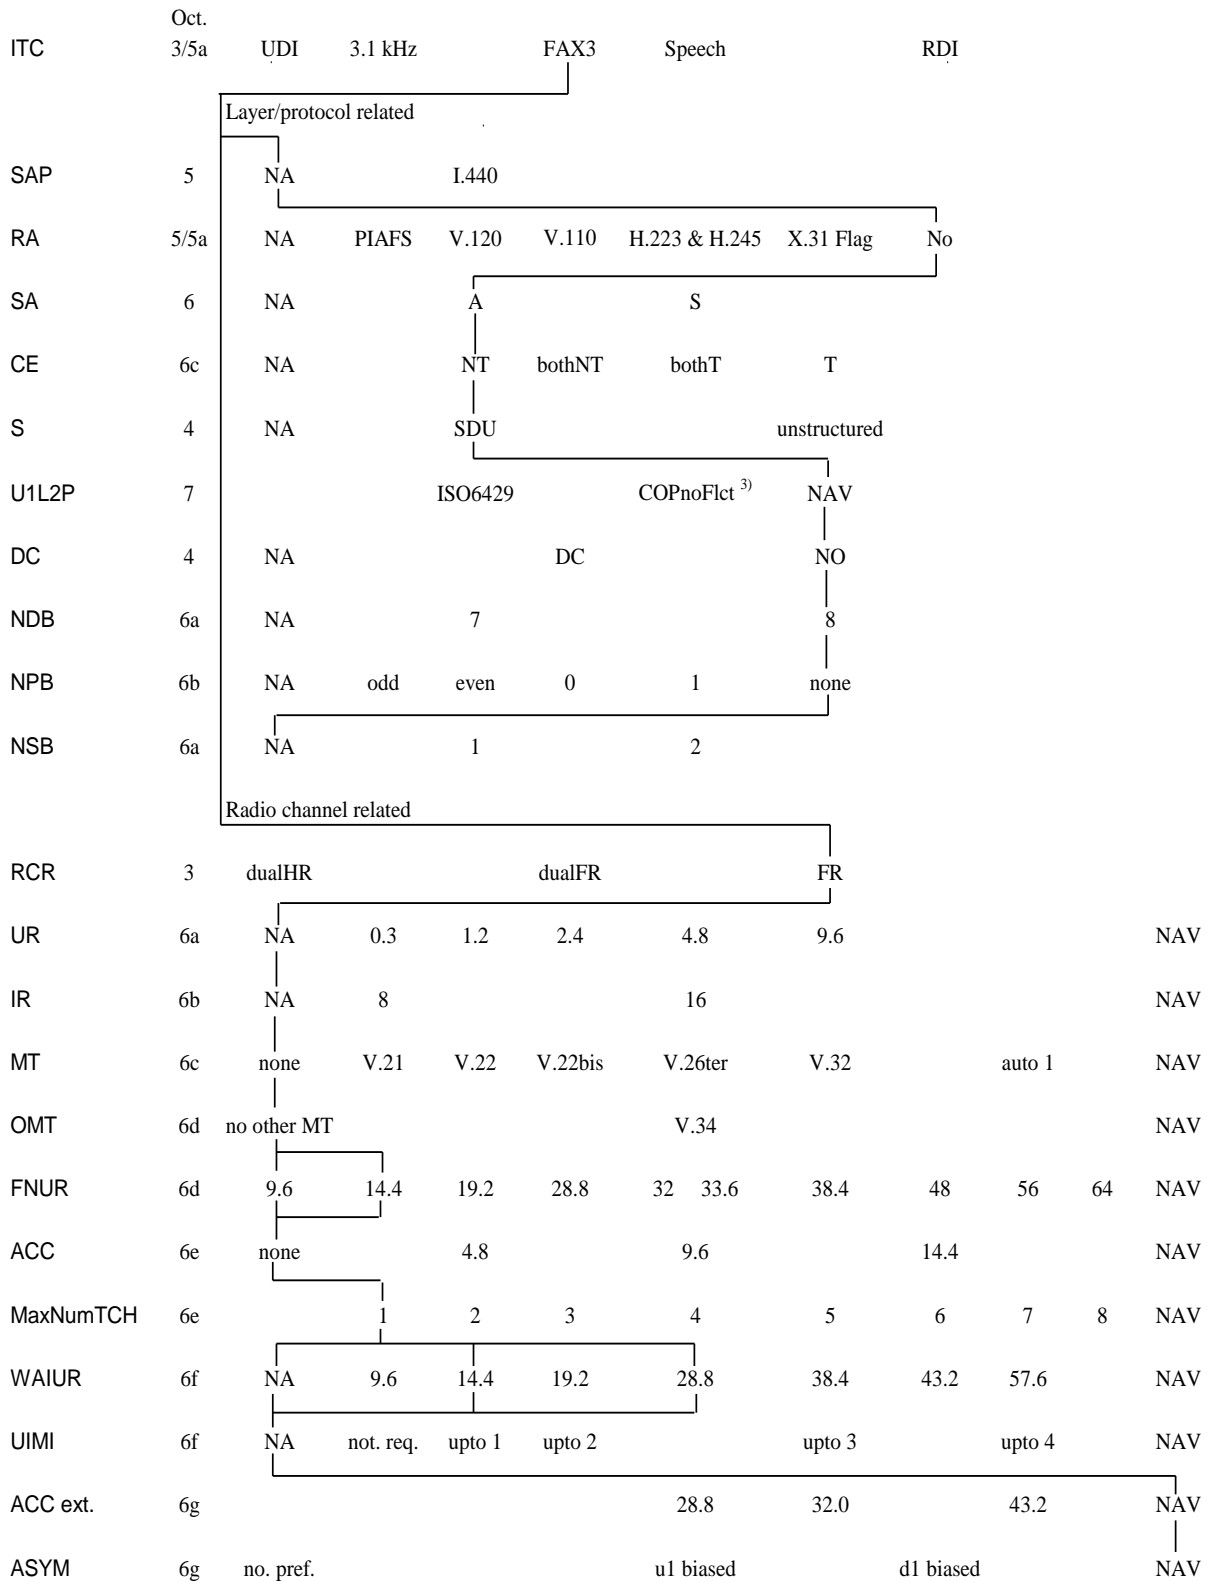 Oct.
ITC 3/5a UDI 3.1 kHz FAX3 Speech RDI
Layer/protocol related
SAP 5 NA I.440
RA 5/5a NA PIAFS V.120 V.110 H.223 & H.245 X.31 Flag No
SA 6 NA A S
CE 6c NA NT bothNT bothT T
S 4 NA SDU unstructured
U1L2P 7 ISO6429 COPnoFlct 3) NAV
DC 4 NA DC NO
NDB 6a NA 7 8
NPB 6b NA odd even 0 1 none
NSB 6a NA 1 2
Radio channel related
RCR 3 dualHR dualFR FR
UR 6a NA 0.3 1.2 2.4 4.8 9.6 NAV
IR 6b NA 8 16 NAV
MT 6c none V.21 V.22 V.22bis V.26ter V.32 auto 1 NAV
OMT 6d no other MT V.34 NAV
FNUR 6d 9.6 14.4 19.2 28.8 32 33.6 38.4 48 56 64 NAV
ACC 6e none 4.8 9.6 14.4 NAV
MaxNumTCH 6e 1 2 3 4 5 6 7 8 NAV
WAIUR 6f NA 9.6 14.4 19.2 28.8 38.4 43.2 57.6 NAV
UIMI 6f NA not. req. upto 1 upto 2 upto 3 upto 4 NAV
ACC ext. 6g 28.8 32.0 43.2 NAV
ASYM 6g no. pref. u1 biased d1 biased NAV